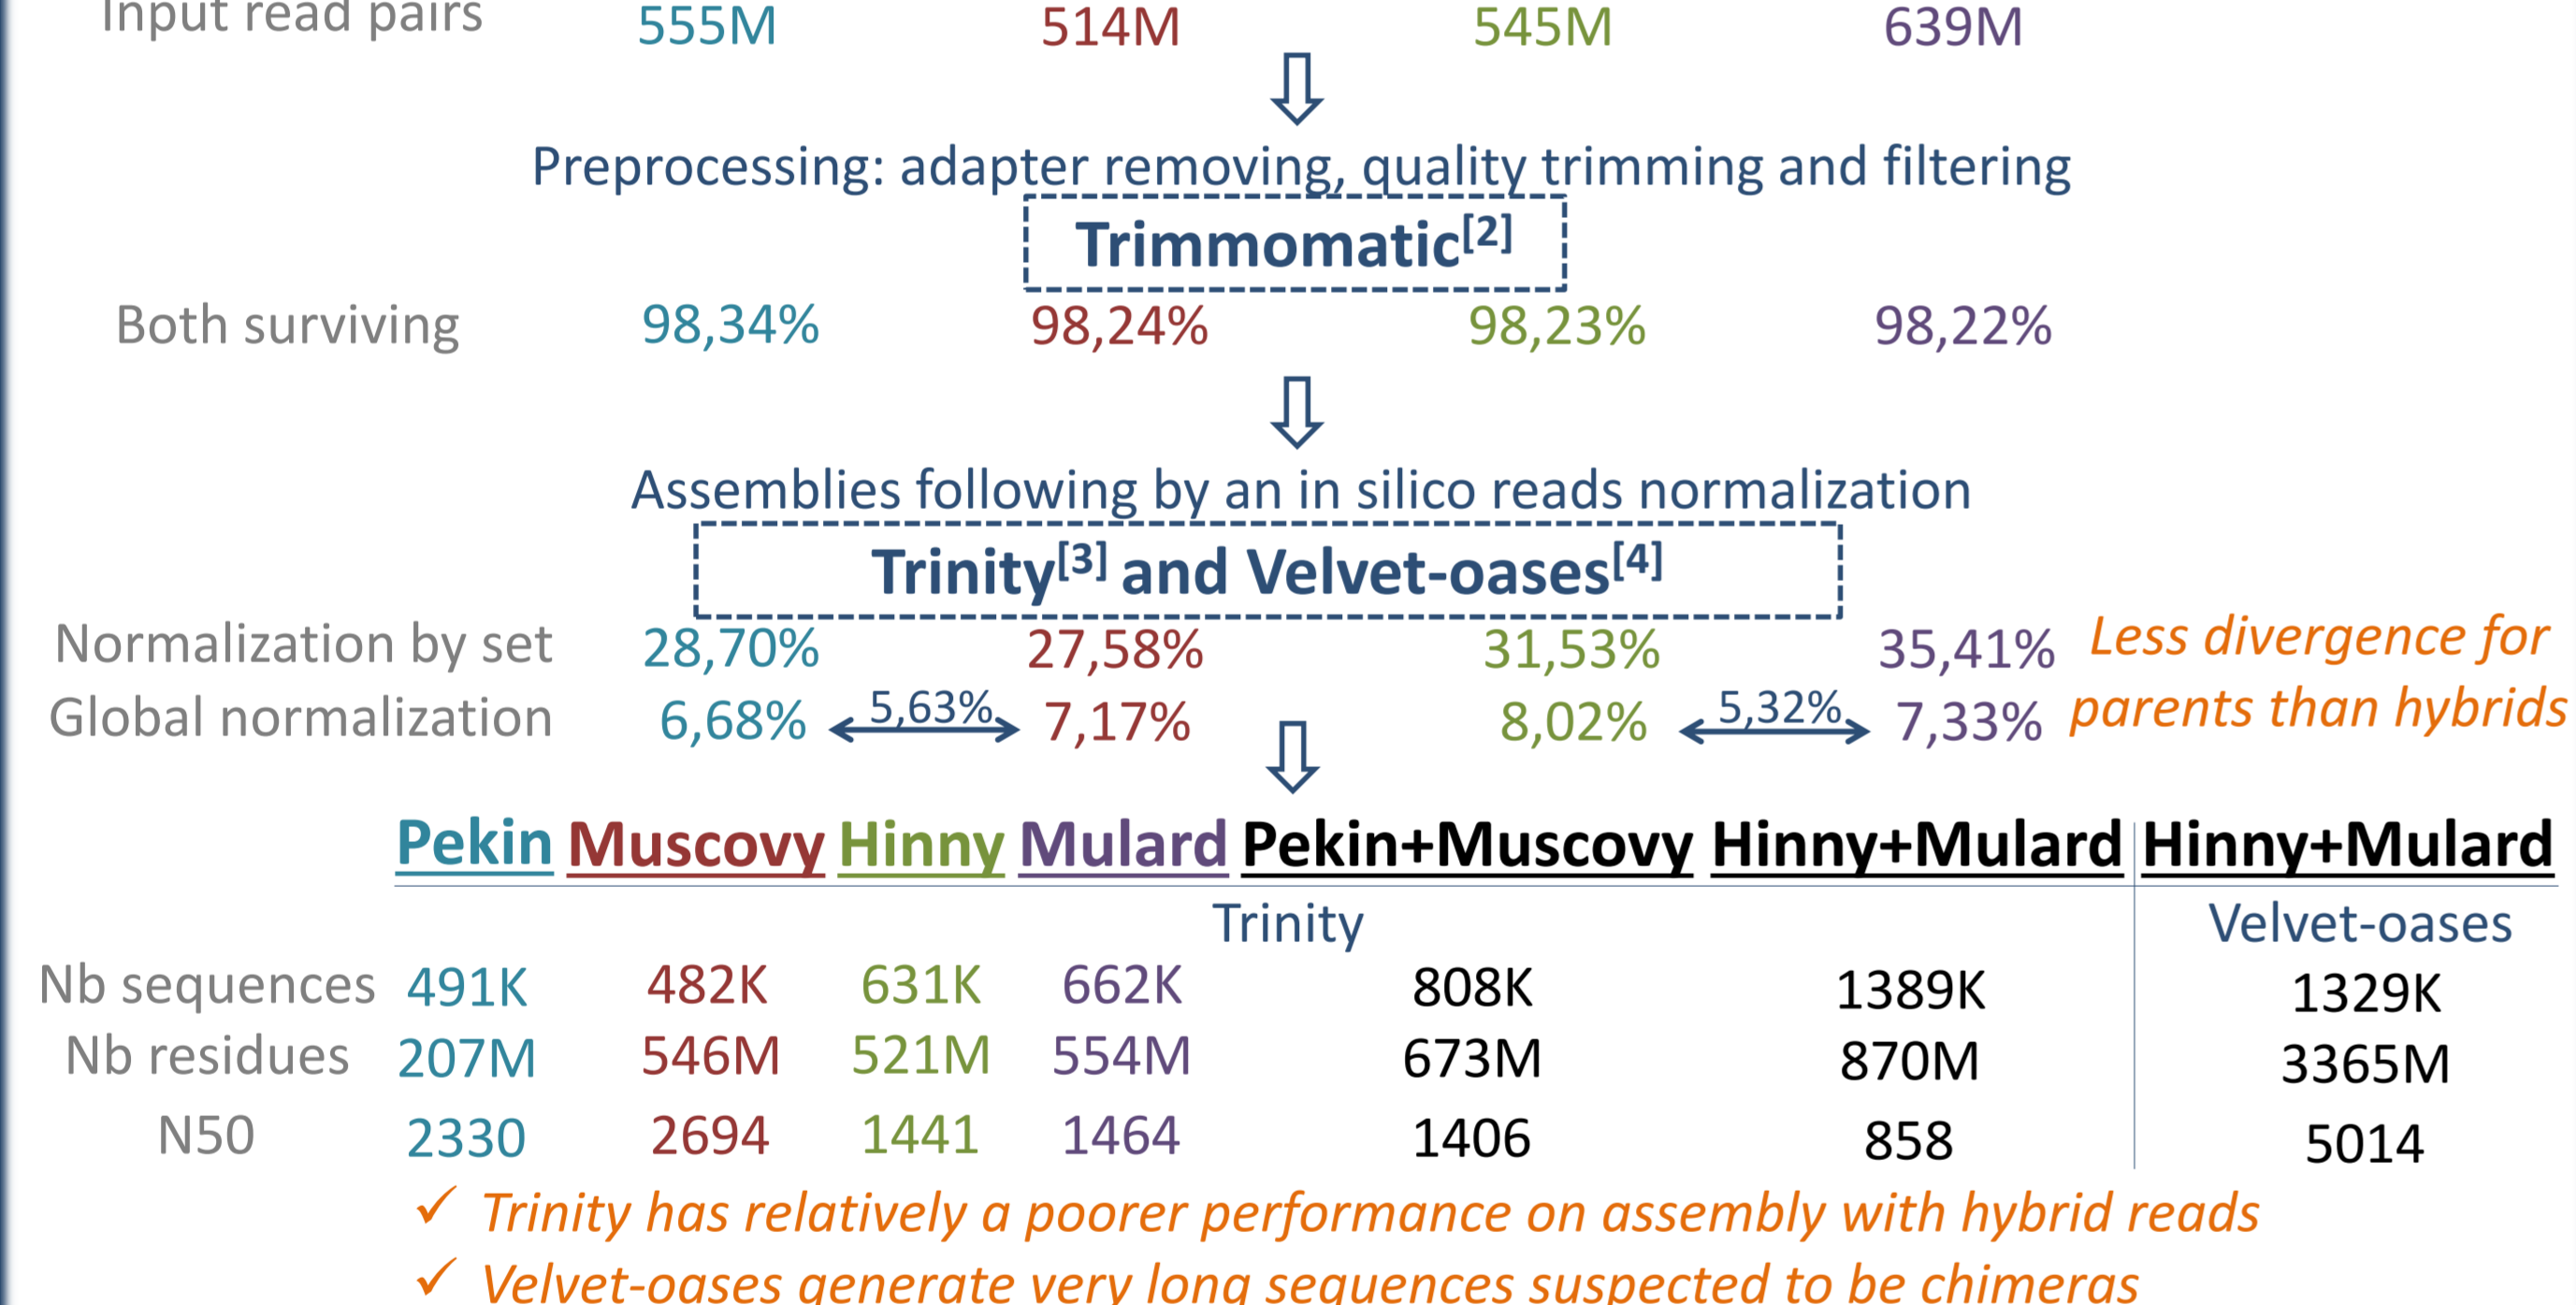 Input read pairs 555M 514M 545M 639M
Preprocessing: adapter removing, quality trimming and filtering
Trimmomatic[2]
Both surviving 98,34% 98,24% 98,23% 98,22%
Assemblies following by an in silico reads normalization
Trinity[3] and Velvet-oases[4]
Normalization by set 28,70% 27,58% 31,53% 35,41% Less divergence for
Global normalization 6,68% 5,63% 7,17% 8,02% 5,32% 7,33% parents than hybrids
Pekin Muscovy Hinny Mulard Pekin+Muscovy Hinny+Mulard Hinny+Mulard
Trinity Velvet-oases
Nb sequences 491K 482K 631K 662K 808K 1389K 1329K
Nb residues 207M 546M 521M 554M 673M 870M 3365M
N50 2330 2694 1441 1464 1406 858 5014
✓ Trinity has relatively a poorer performance on assembly with hybrid reads
✓ Velvet-oases generate very long sequences suspected to be chimeras